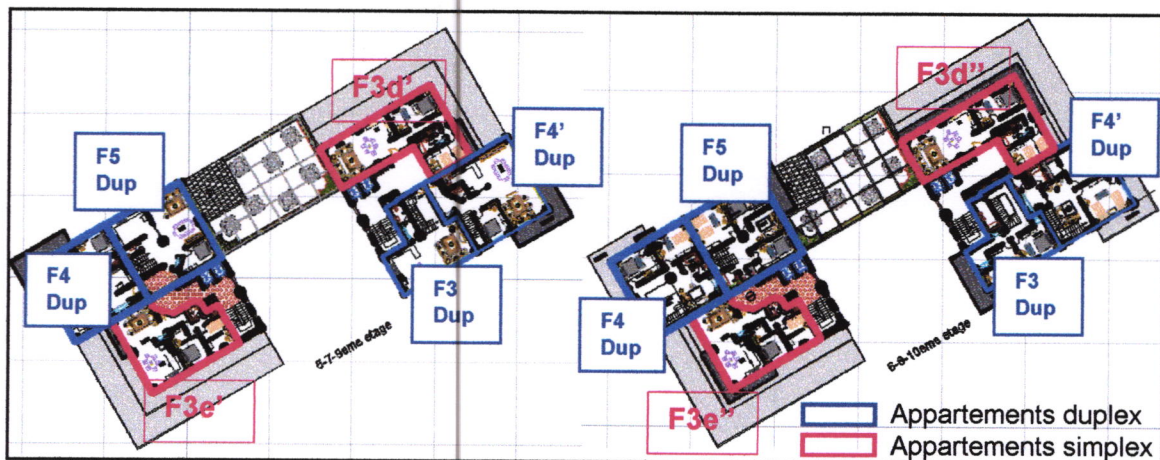 F3d'
F4'
Dup
F5
Dup
F4
Dup
F3
Dup
5-7-9eme etage
F3e'
F3d''
F4'
Dup
F5
Dup
F4
Dup
F3
Dup
6-8-10eme etage
F3e''
Appartements duplex
Appartements simplex